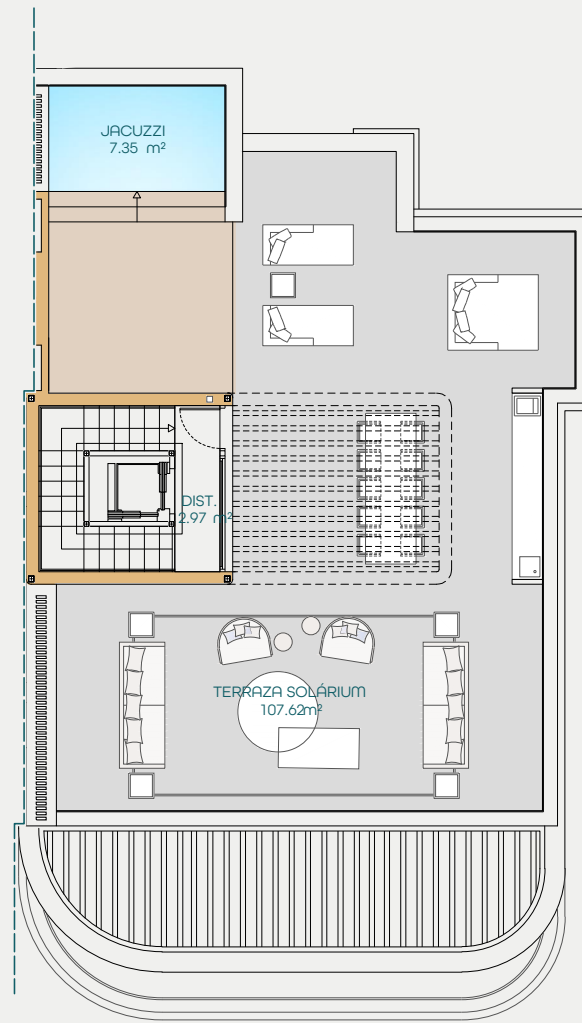 JACUZZI
7.35 m²
DIST.
2.97 m²
TERRAZA SOLÁRIUM
107.62m²